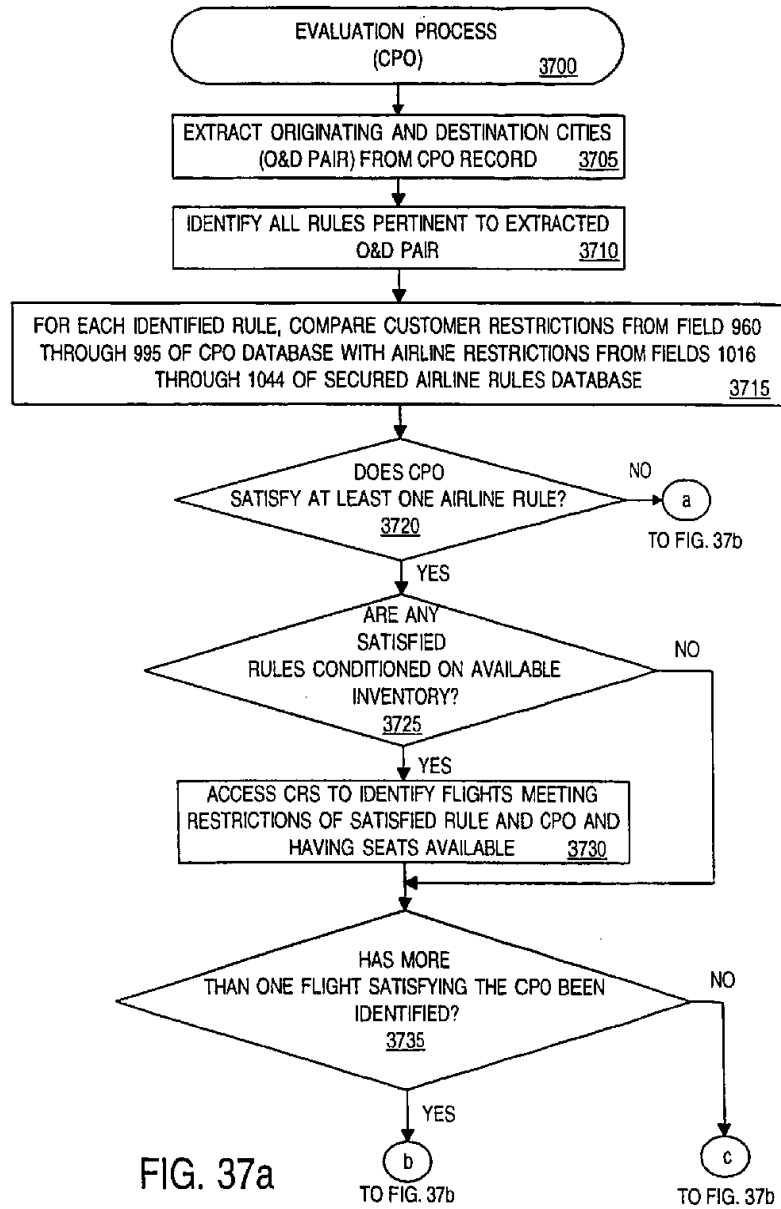 EVALUATION PROCESS
(CPO)
3700
EXTRACT ORIGINATING AND DESTINATION CITIES
(O&D PAIR) FROM CPO RECORD 3705
IDENTIFY ALL RULES PERTINENT TO EXTRACTED
O&D PAIR 3710
FOR EACH IDENTIFIED RULE, COMPARE CUSTOMER RESTRICTIONS FROM FIELD 960
THROUGH 995 OF CPO DATABASE WITH AIRLINE RESTRICTIONS FROM FIELDS 1016
THROUGH 1044 OF SECURED AIRLINE RULES DATABASE
3715
DOES CPO
SATISFY AT LEAST ONE AIRLINE RULE?
3720
NO
a
TO FIG. 37b
YES
ARE ANY
SATISFIED
RULES CONDITIONED ON AVAILABLE
INVENTORY?
3725
NO
YES
ACCESS CRS TO IDENTIFY FLIGHTS MEETING
RESTRICTIONS OF SATISFIED RULE AND CPO AND
HAVING SEATS AVAILABLE 3730
HAS MORE
THAN ONE FLIGHT SATISFYING THE CPO BEEN
IDENTIFIED?
3735
NO
YES
b
TO FIG. 37b
c
TO FIG. 37b
FIG. 37a